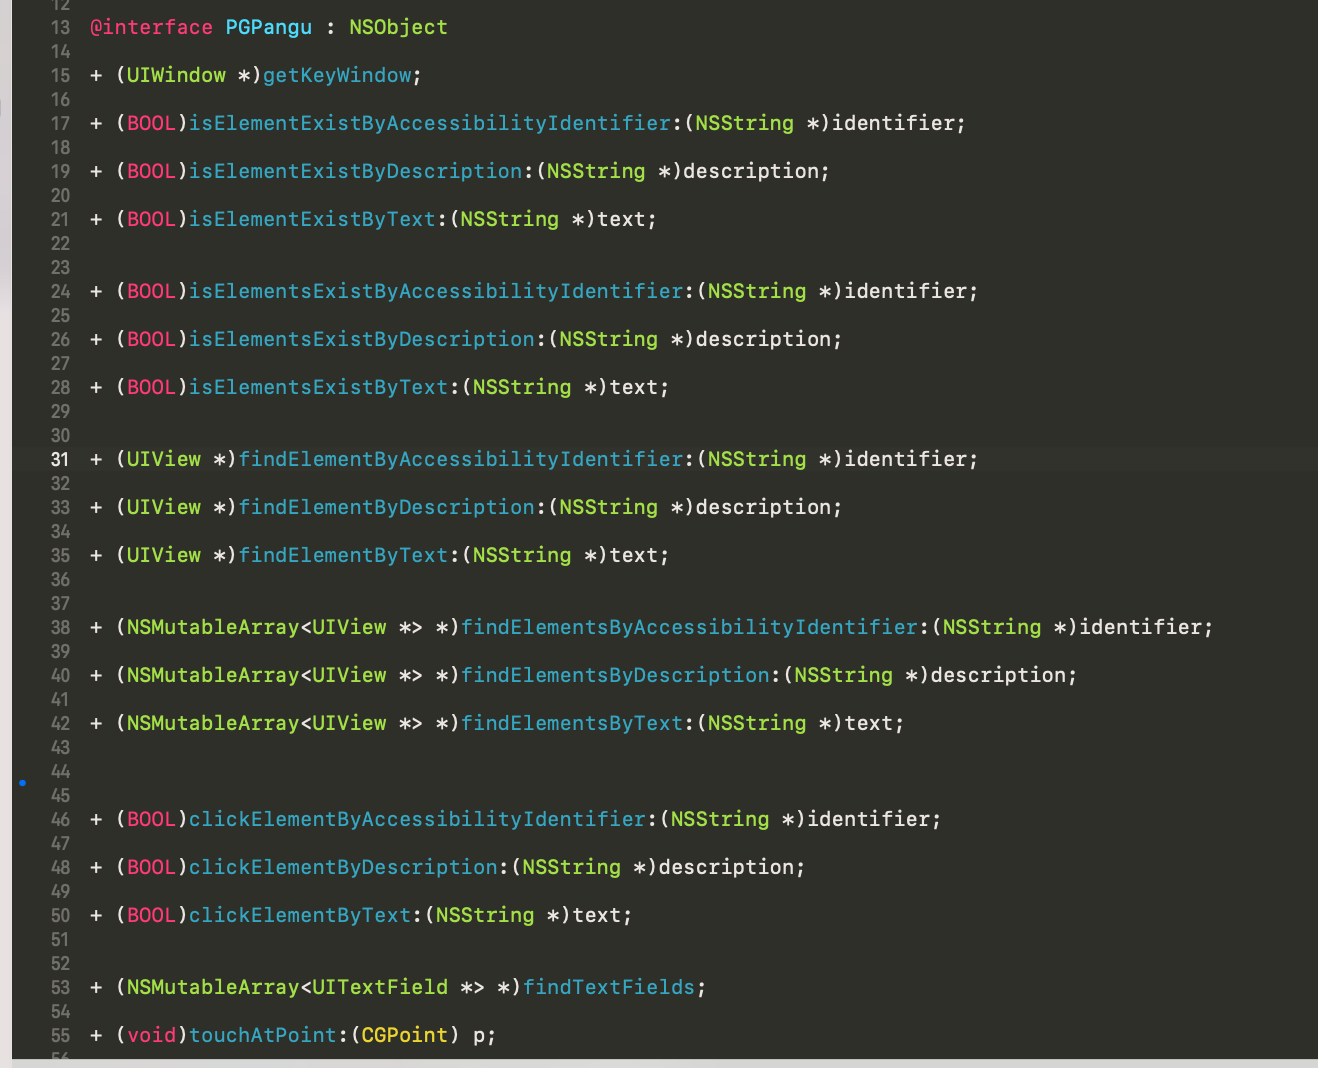 12
13 @interface PGPangu : NSObject
14
15 + (UIWindow *)getKeyWindow;
16
17 + (BOOL)isElementExistByAccessibilityIdentifier:(NSString *)identifier;
18
19 + (BOOL)isElementExistByDescription:(NSString *)description;
20
21 + (BOOL)isElementExistByText:(NSString *)text;
22
23
24 + (BOOL)isElementsExistByAccessibilityIdentifier:(NSString *)identifier;
25
26 + (BOOL)isElementsExistByDescription:(NSString *)description;
27
28 + (BOOL)isElementsExistByText:(NSString *)text;
29
30
31 + (UIView *)findElementByAccessibilityIdentifier:(NSString *)identifier;
32
33 + (UIView *)findElementByDescription:(NSString *)description;
34
35 + (UIView *)findElementByText:(NSString *)text;
36
37
38 + (NSMutableArray<UIView *> *)findElementsByAccessibilityIdentifier:(NSString *)identifier;
39
40 + (NSMutableArray<UIView *> *)findElementsByDescription:(NSString *)description;
41
42 + (NSMutableArray<UIView *> *)findElementsByText:(NSString *)text;
43
44
45
46 + (BOOL)clickElementByAccessibilityIdentifier:(NSString *)identifier;
47
48 + (BOOL)clickElementByDescription:(NSString *)description;
49
50 + (BOOL)clickElementByText:(NSString *)text;
51
52
53 + (NSMutableArray<UITextField *> *)findTextFields;
54
55 + (void)touchAtPoint:(CGPoint) p;
56